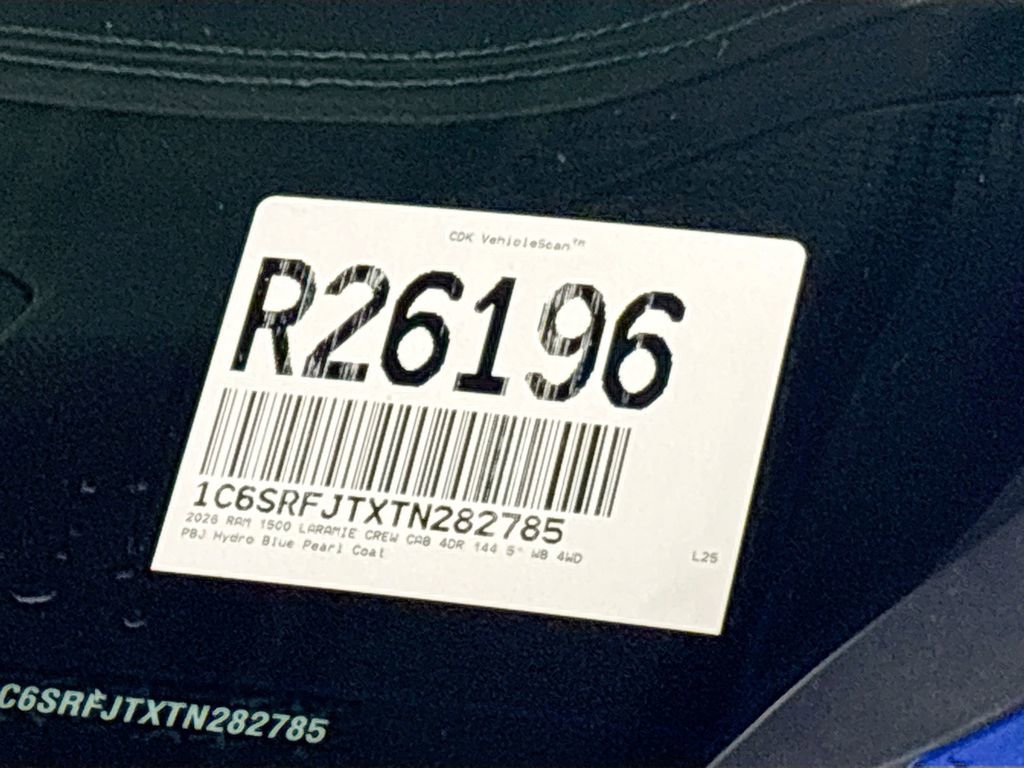 CDK VehicleScan™
R26196
1C6SRFJTXTN282785
2026 RAM 1500 LARAMIE CREW CAB 4DR 144 5" WB 4WD
PBJ Hydro Blue Pearl Coat
L25
C6SRFJTXTN282785